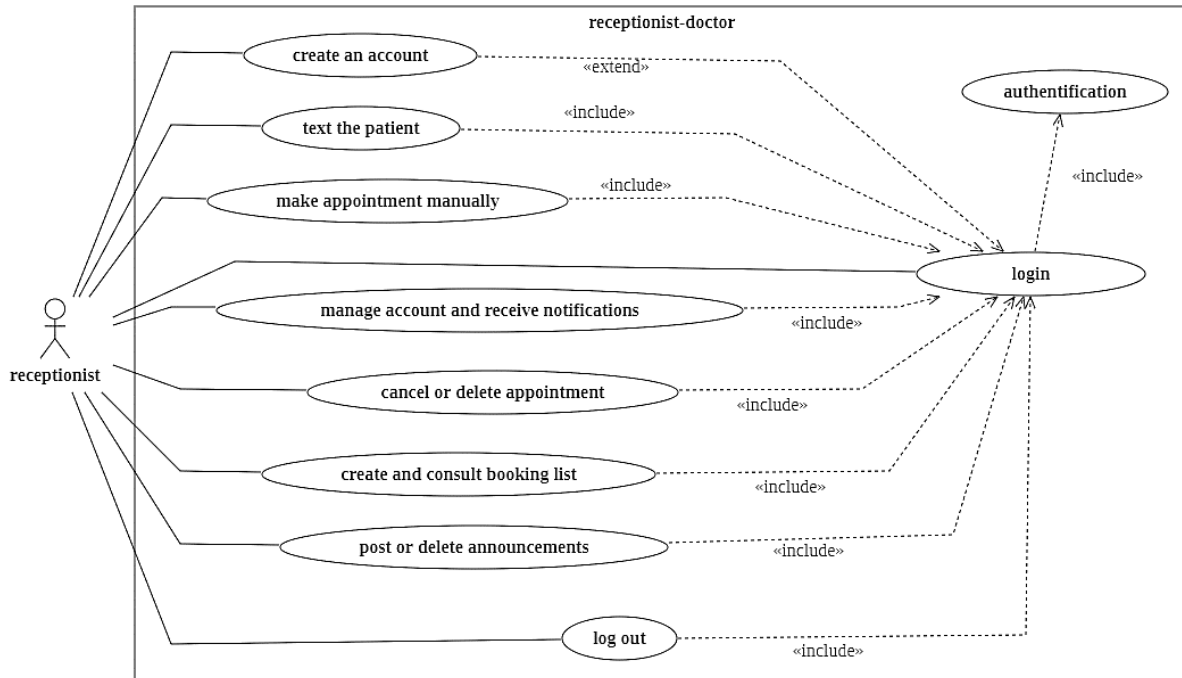 receptionist-doctor
create an account
«extend»
authentification
text the patient
«include»
make appointment manually
«include»
«include»
login
manage account and receive notifications
«include»
receptionist
cancel or delete appointment
«include»
create and consult booking list
«include»
post or delete announcements
«include»
log out
«include»